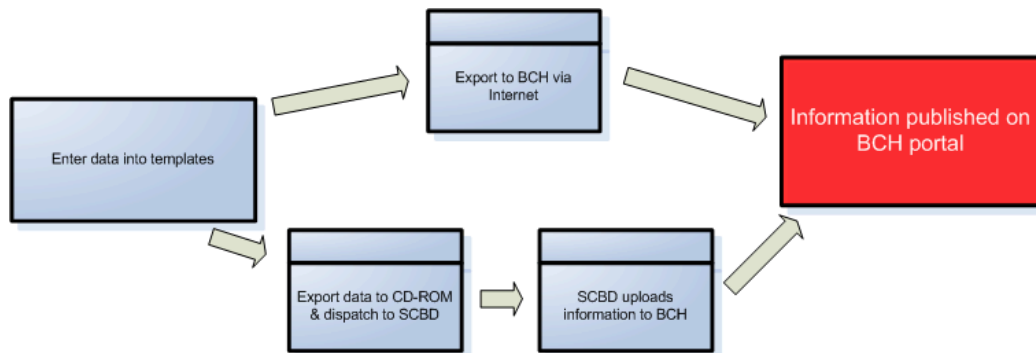 Export to BCH via
Internet
Information published on
BCH portal
Enter data into templates
Export data to CD-ROM
& dispatch to SCBD
SCBD uploads
information to BCH